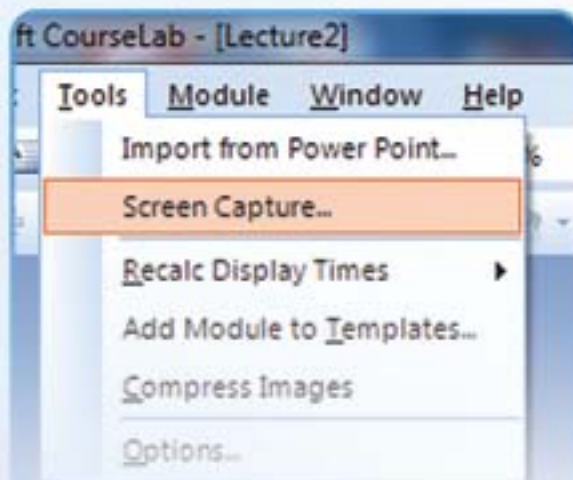 ft CourseLab - [Lecture2]
Tools Module Window Help
Import from Power Point...
Screen Capture...
Recalc Display Times
Add Module to Templates...
Compress Images
Options...